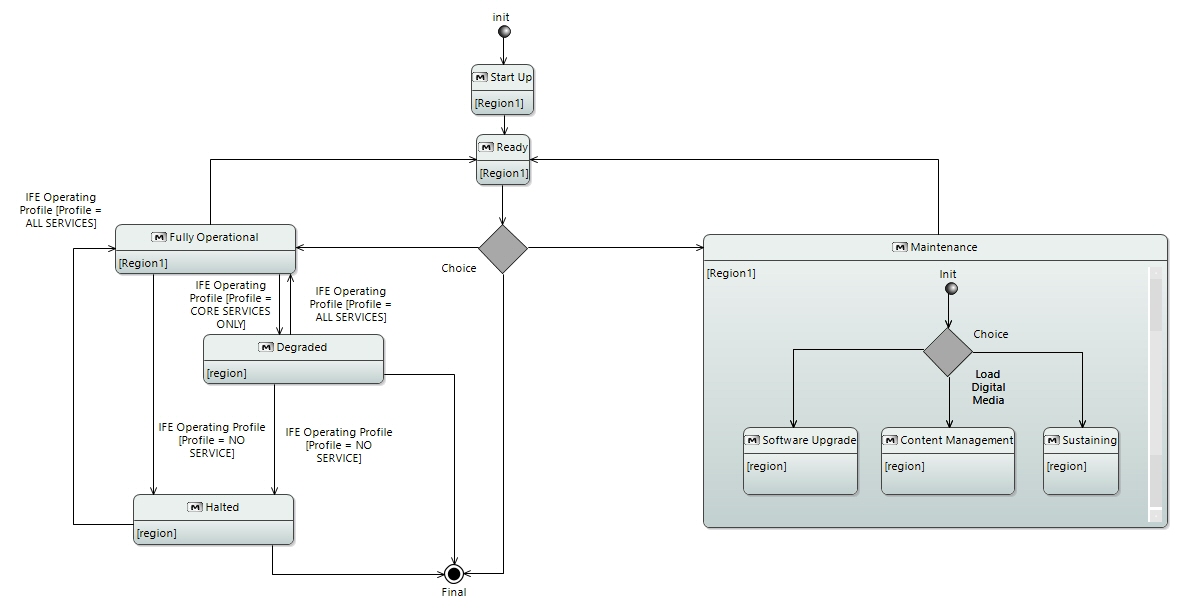 init
M Start Up
[Region1]
M Ready
[Region1]
IFE Operating
Profile [Profile =
ALL SERVICES]
M Fully Operational
[Region1]
Choice
IFE Operating
Profile [Profile =
CORE SERVICES
ONLY]
IFE Operating
Profile [Profile =
ALL SERVICES]
M Degraded
[region]
IFE Operating Profile
[Profile = NO
SERVICE]
IFE Operating Profile
[Profile = NO
SERVICE]
M Halted
[region]
Final
M Maintenance
[Region1]
Init
Choice
Load
Digital
Media
M Software Upgrade
[region]
M Content Management
[region]
M Sustaining
[region]